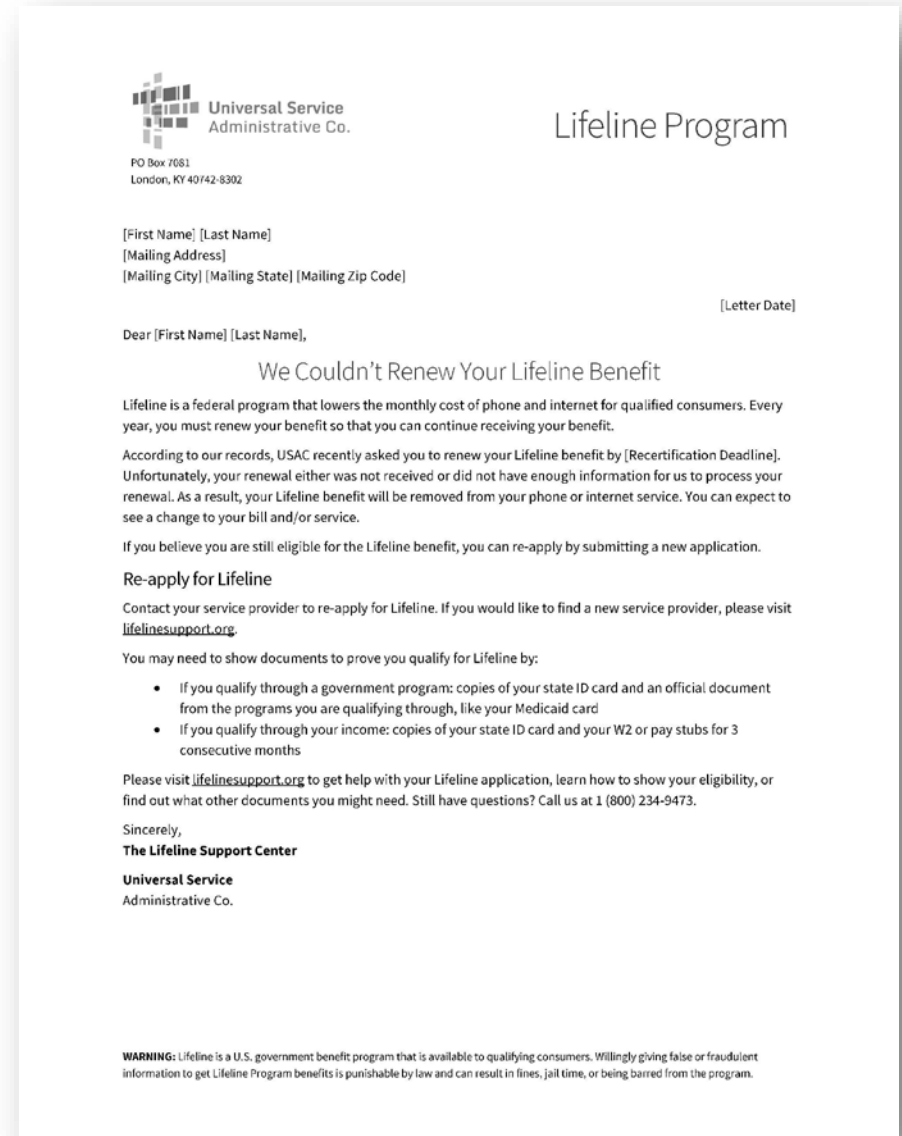 Universal Service
Administrative Co.
Lifeline Program
PO Box 7081
London, KY 40742-8302
[First Name] [Last Name]
[Mailing Address]
[Mailing City] [Mailing State] [Mailing Zip Code]
[Letter Date]
Dear [First Name] [Last Name],
We Couldn't Renew Your Lifeline Benefit
Lifeline is a federal program that lowers the monthly cost of phone and internet for qualified consumers. Every
year, you must renew your benefit so that you can continue receiving your benefit.
According to our records, USAC recently asked you to renew your Lifeline benefit by [Recertification Deadline].
Unfortunately, your renewal either was not received or did not have enough information for us to process your
renewal. As a result, your Lifeline benefit will be removed from your phone or internet service. You can expect to
see a change to your bill and/or service.
If you believe you are still eligible for the Lifeline benefit, you can re-apply by submitting a new application.
Re-apply for Lifeline
Contact your service provider to re-apply for Lifeline. If you would like to find a new service provider, please visit
lifelinesupport.org.
You may need to show documents to prove you qualify for Lifeline by:
• If you qualify through a government program: copies of your state ID card and an official document
from the programs you are qualifying through, like your Medicaid card
• If you qualify through your income: copies of your state ID card and your W2 or pay stubs for 3
consecutive months
Please visit lifelinesupport.org to get help with your Lifeline application, learn how to show your eligibility, or
find out what other documents you might need. Still have questions? Call us at 1 (800) 234-9473.
Sincerely,
The Lifeline Support Center
Universal Service
Administrative Co.
WARNING: Lifeline is a U.S. government benefit program that is available to qualifying consumers. Willingly giving false or fraudulent
information to get Lifeline Program benefits is punishable by law and can result in fines, jail time, or being barred from the program.